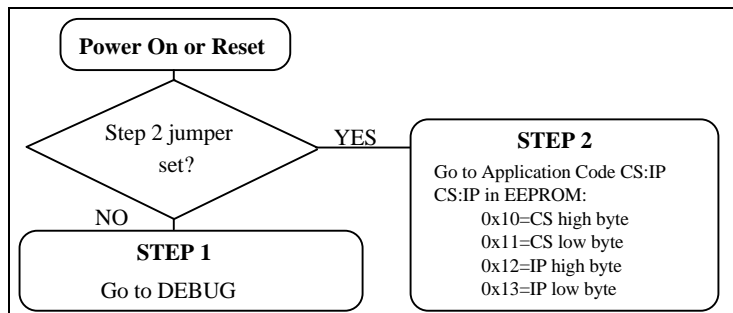 Power On or Reset
Step 2 jumper
set?
YES
NO
STEP 1
Go to DEBUG
STEP 2
Go to Application Code CS:IP
CS:IP in EEPROM:
0x10=CS high byte
0x11=CS low byte
0x12=IP high byte
0x13=IP low byte